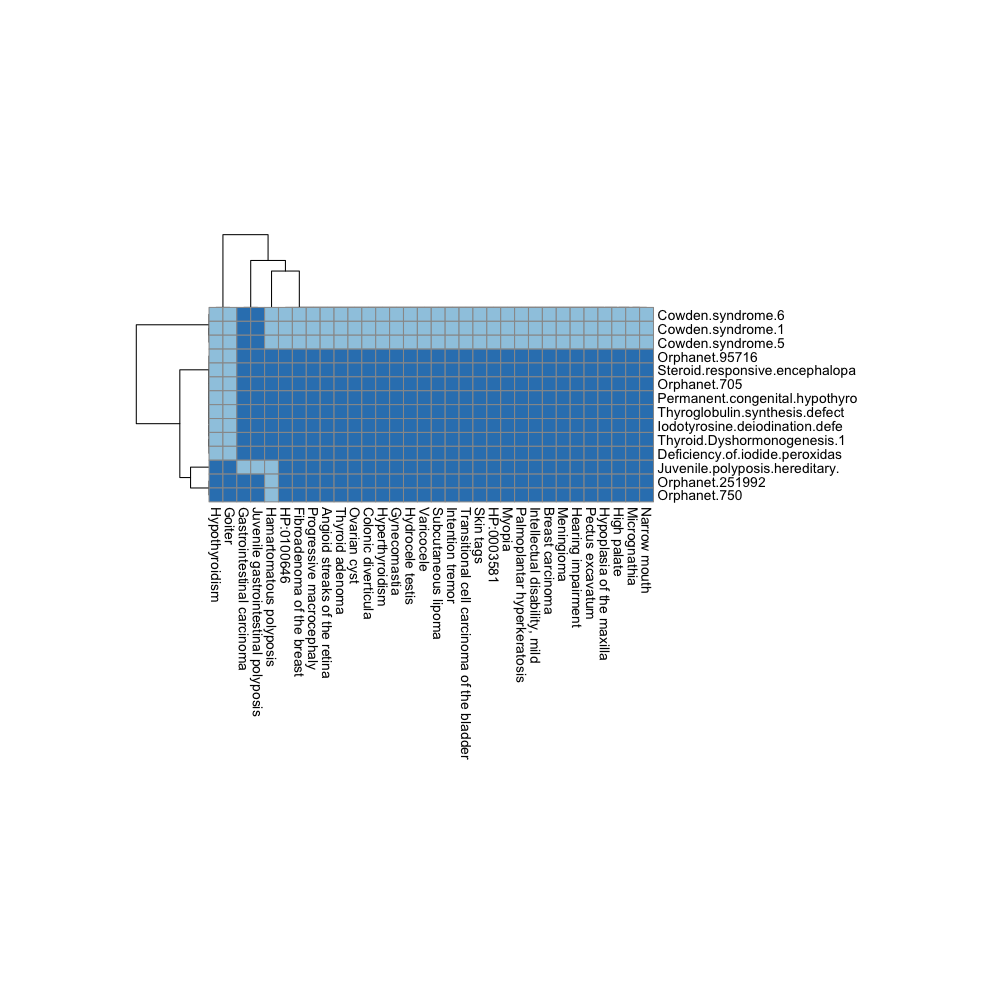 Cowden.syndrome.6
Cowden.syndrome.1
Cowden.syndrome.5
Orphanet.95716
Steroid.responsive.encephalopa
Orphanet.705
Permanent.congenital.hypothyro
Thyroglobulin.synthesis.defect
Iodotyrosine.deiodination.defe
Thyroid.Dyshormonogenesis.1
Deficiency.of.iodide.peroxidas
Juvenile.polyposis.hereditary.
Orphanet.251992
Orphanet.750
Hypothyroidism
Goiter
Gastrointestinal carcinoma
Juvenile gastrointestinal polyposis
Hamartomatous polyposis
HP:0100646
Fibroadenoma of the breast
Progressive macrocephaly
Angioid streaks of the retina
Thyroid adenoma
Ovarian cyst
Colonic diverticula
Hyperthyroidism
Gynecomastia
Hydrocele testis
Varicocele
Subcutaneous lipoma
Intention tremor
Transitional cell carcinoma of the bladder
Skin tags
HP:0003581
Myopia
Palmoplantar hyperkeratosis
Intellectual disability, mild
Breast carcinoma
Meningioma
Hearing impairment
Pectus excavatum
Hypoplasia of the maxilla
High palate
Micrognathia
Narrow mouth